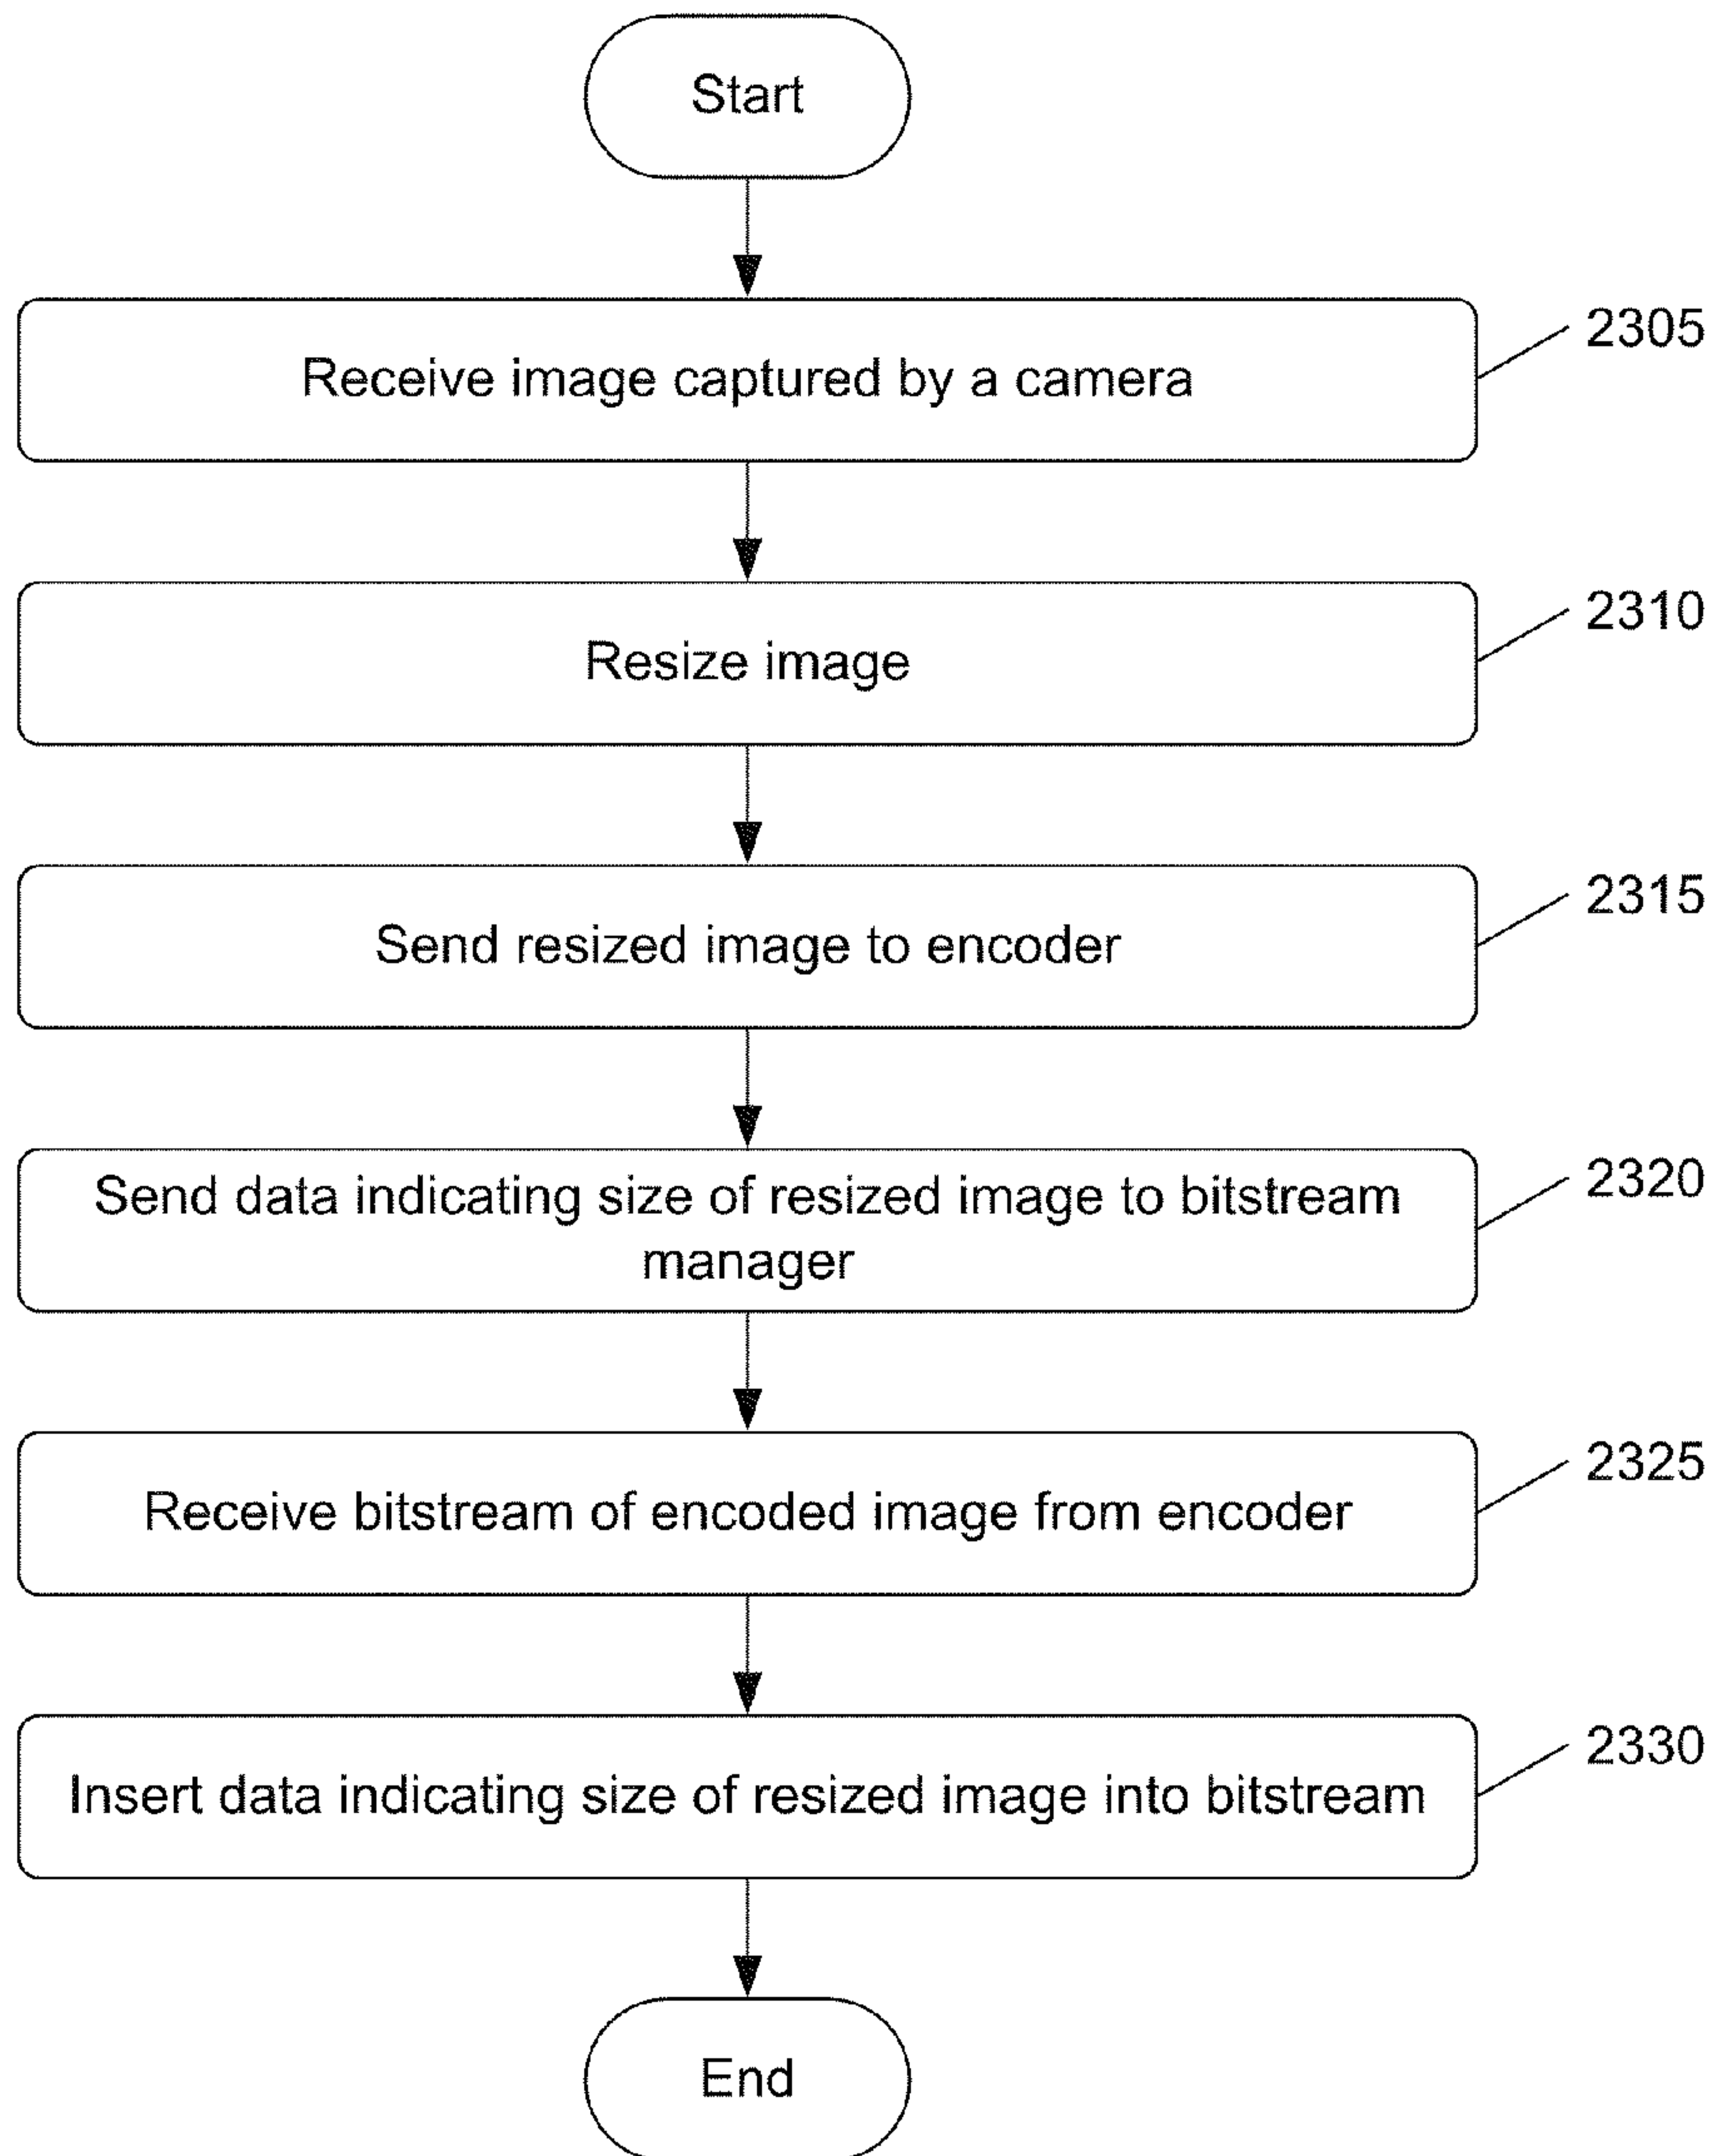 Start
Receive image captured by a camera
2305
Resize image
2310
Send resized image to encoder
2315
Send data indicating size of resized image to bitstream
manager
2320
Receive bitstream of encoded image from encoder
2325
Insert data indicating size of resized image into bitstream
2330
End